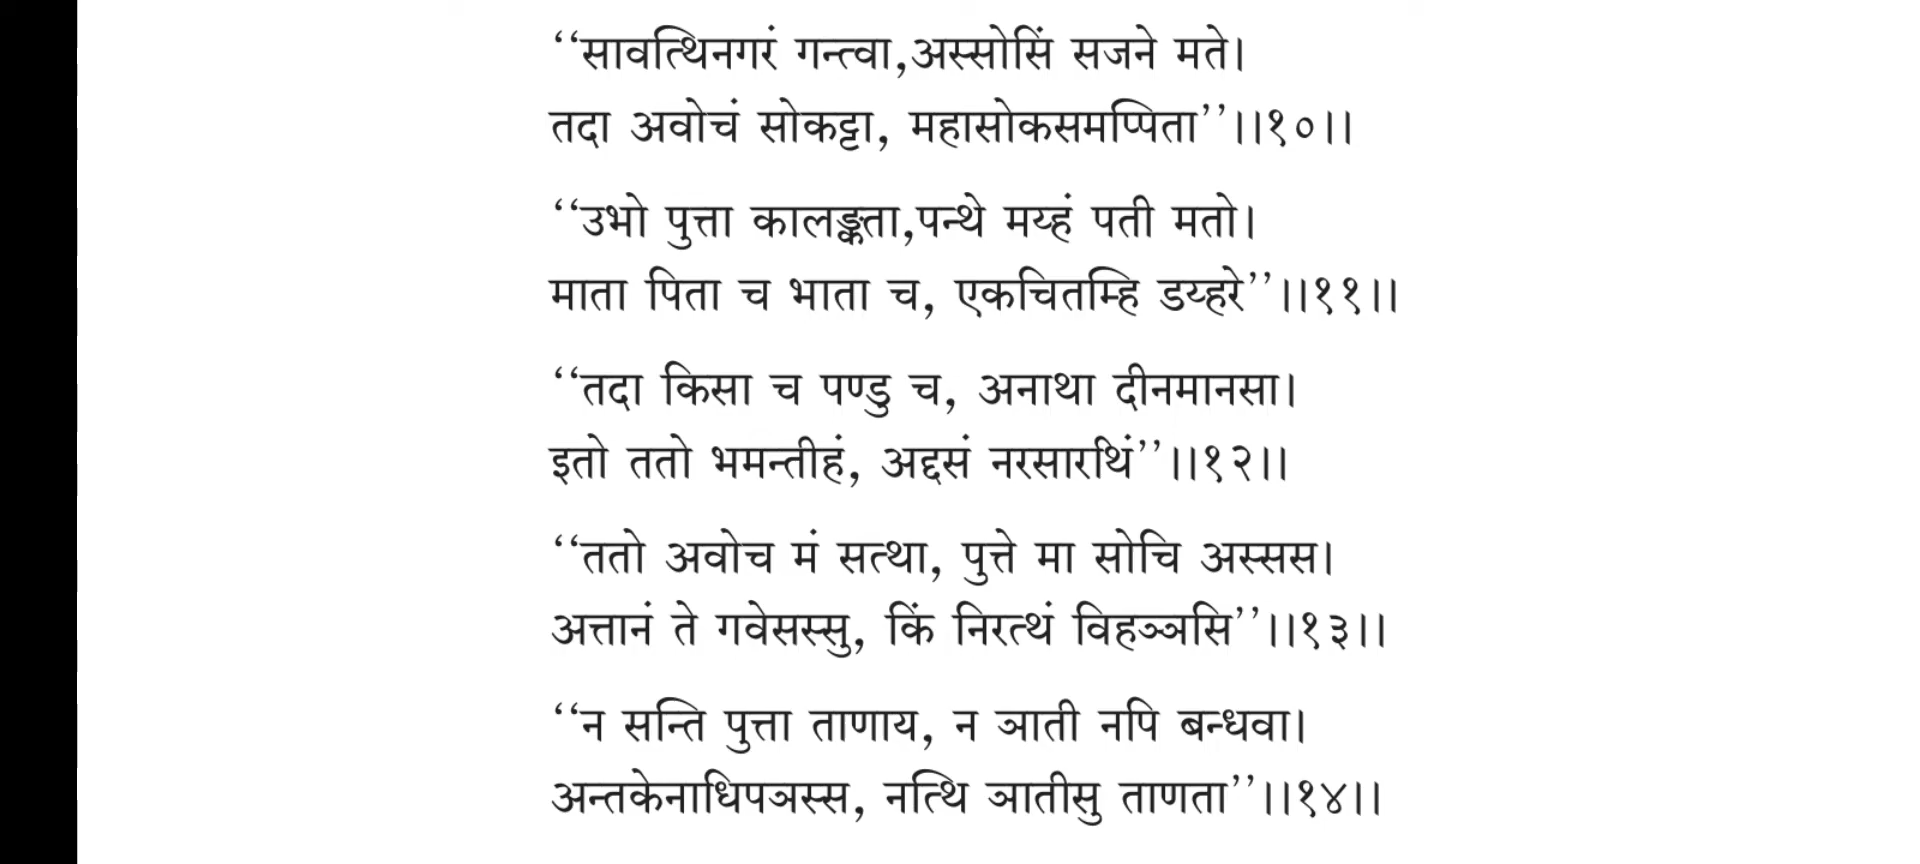 ‘‘सावत्थिनगरं गन्त्वा,अस्सोसिं सजने मते।
तदा अवोचं सोकट्टा, महासोकसमप्पिता’’।।१०।।
‘‘उभो पुत्ता कालङ्कता,पन्थे मय्हं पती मतो।
माता पिता च भाता च, एकचितम्हि डय्हरे’’।।११।।
‘‘तदा किसा च पण्डु च, अनाथा दीनमानसा।
इतो ततो भमन्तीहं, अद्दसं नरसारथिं’’।।१२।।
‘‘ततो अवोच मं सत्था, पुत्ते मा सोचि अस्सस।
अत्तानं ते गवेसस्सु, किं निरत्थं विहञ्ञसि’’।।१३।।
‘‘न सन्ति पुत्ता ताणाय, न ञाती नपि बन्धवा।
अन्तकेनाधिपञस्स, नत्थि ञातीसु ताणता’’।।१४।।